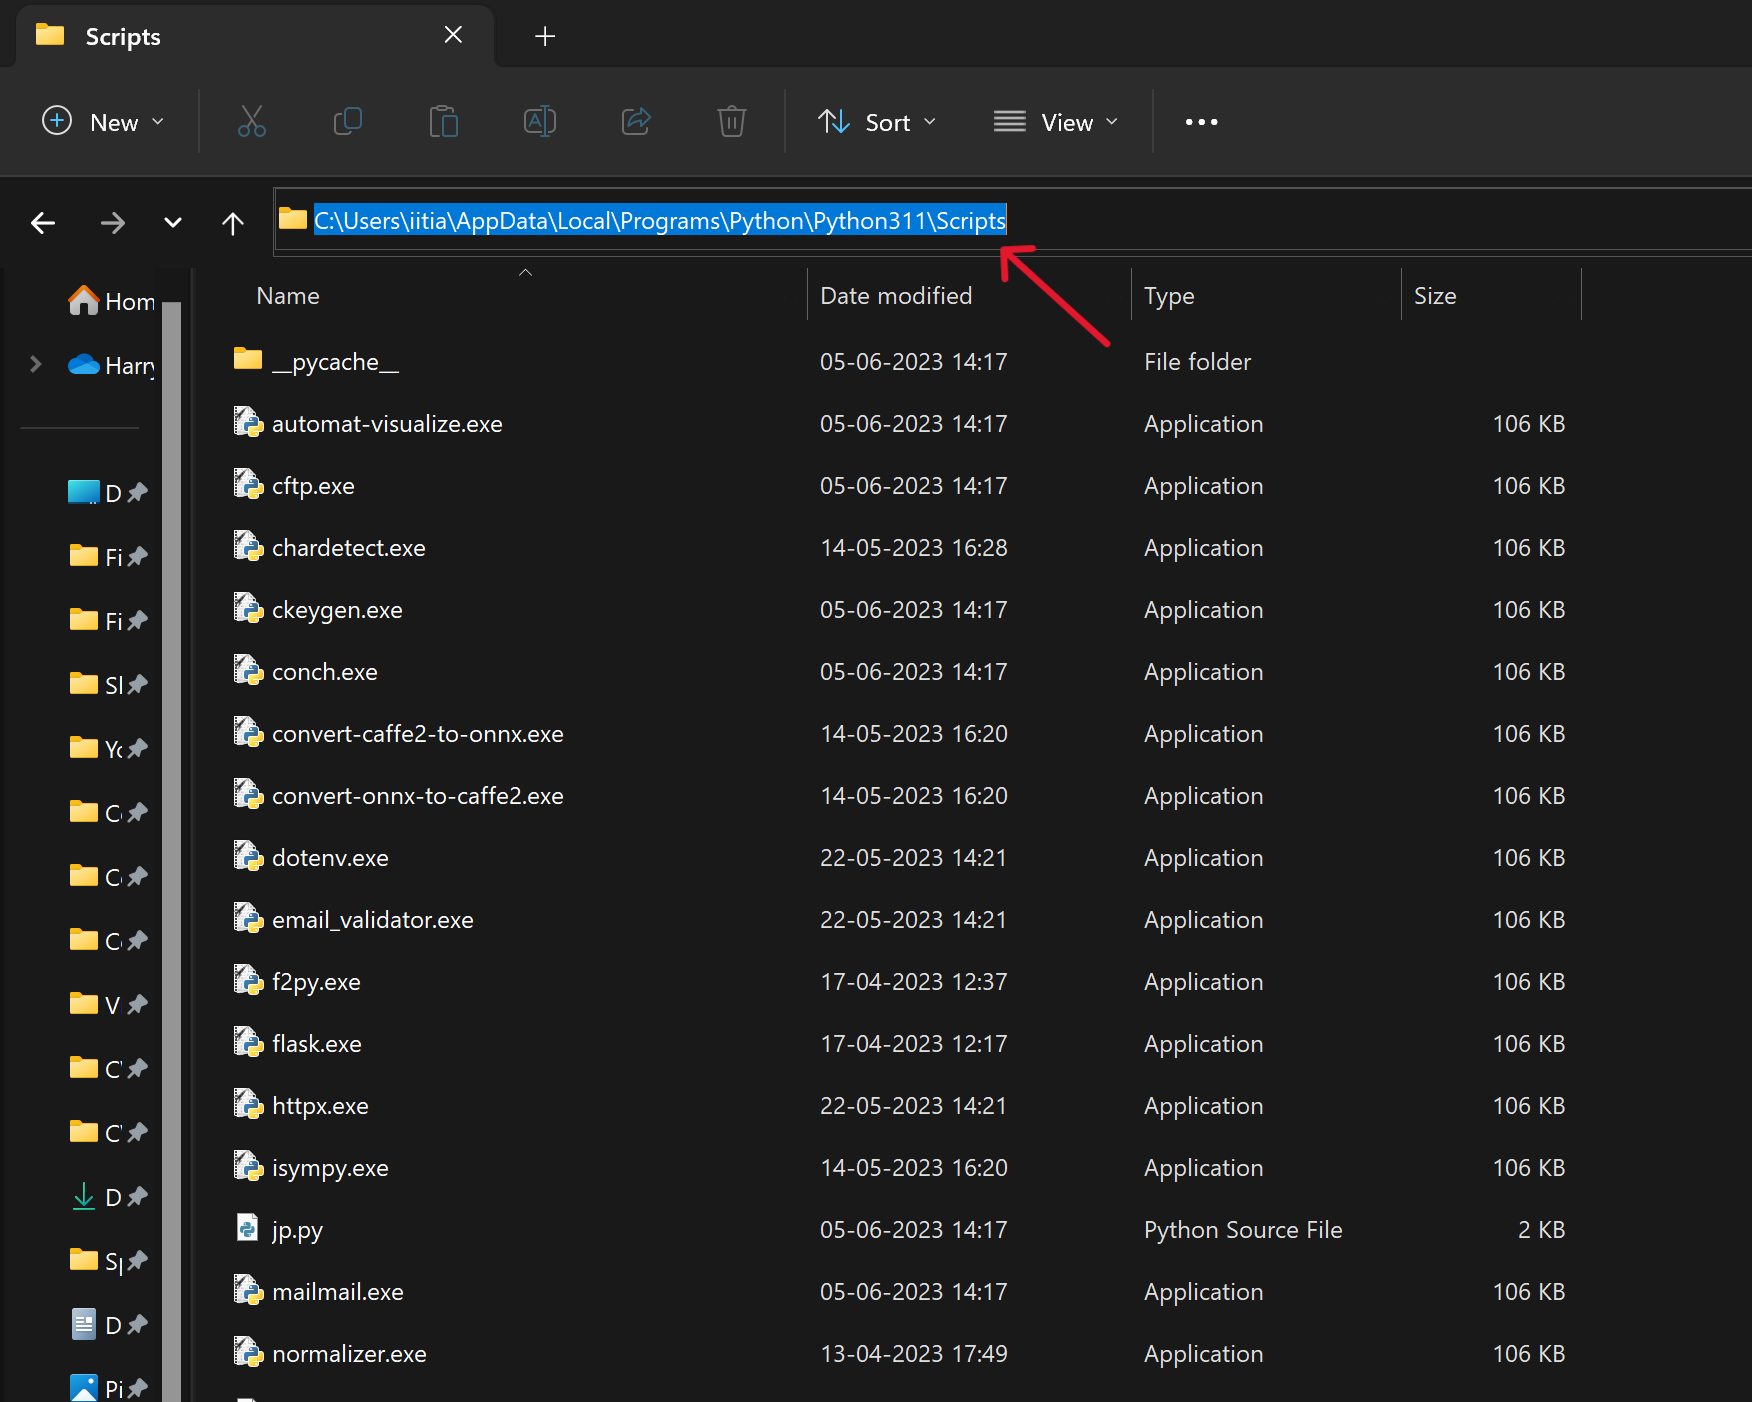 Scripts
New
Sort
View
C:\Users\iitia\AppData\Local\Programs\Python\Python311\Scripts
Name Date modified Type Size
__pycache__ 05-06-2023 14:17 File folder
automat-visualize.exe 05-06-2023 14:17 Application 106 KB
cftp.exe 05-06-2023 14:17 Application 106 KB
chardetect.exe 14-05-2023 16:28 Application 106 KB
ckeygen.exe 05-06-2023 14:17 Application 106 KB
conch.exe 05-06-2023 14:17 Application 106 KB
convert-caffe2-to-onnx.exe 14-05-2023 16:20 Application 106 KB
convert-onnx-to-caffe2.exe 14-05-2023 16:20 Application 106 KB
dotenv.exe 22-05-2023 14:21 Application 106 KB
email_validator.exe 22-05-2023 14:21 Application 106 KB
f2py.exe 17-04-2023 12:37 Application 106 KB
flask.exe 17-04-2023 12:17 Application 106 KB
httpx.exe 22-05-2023 14:21 Application 106 KB
isympy.exe 14-05-2023 16:20 Application 106 KB
jp.py 05-06-2023 14:17 Python Source File 2 KB
mailmail.exe 05-06-2023 14:17 Application 106 KB
normalizer.exe 13-04-2023 17:49 Application 106 KB
Hom
Harry
D
Fi
Fi
V
D
D
Pi